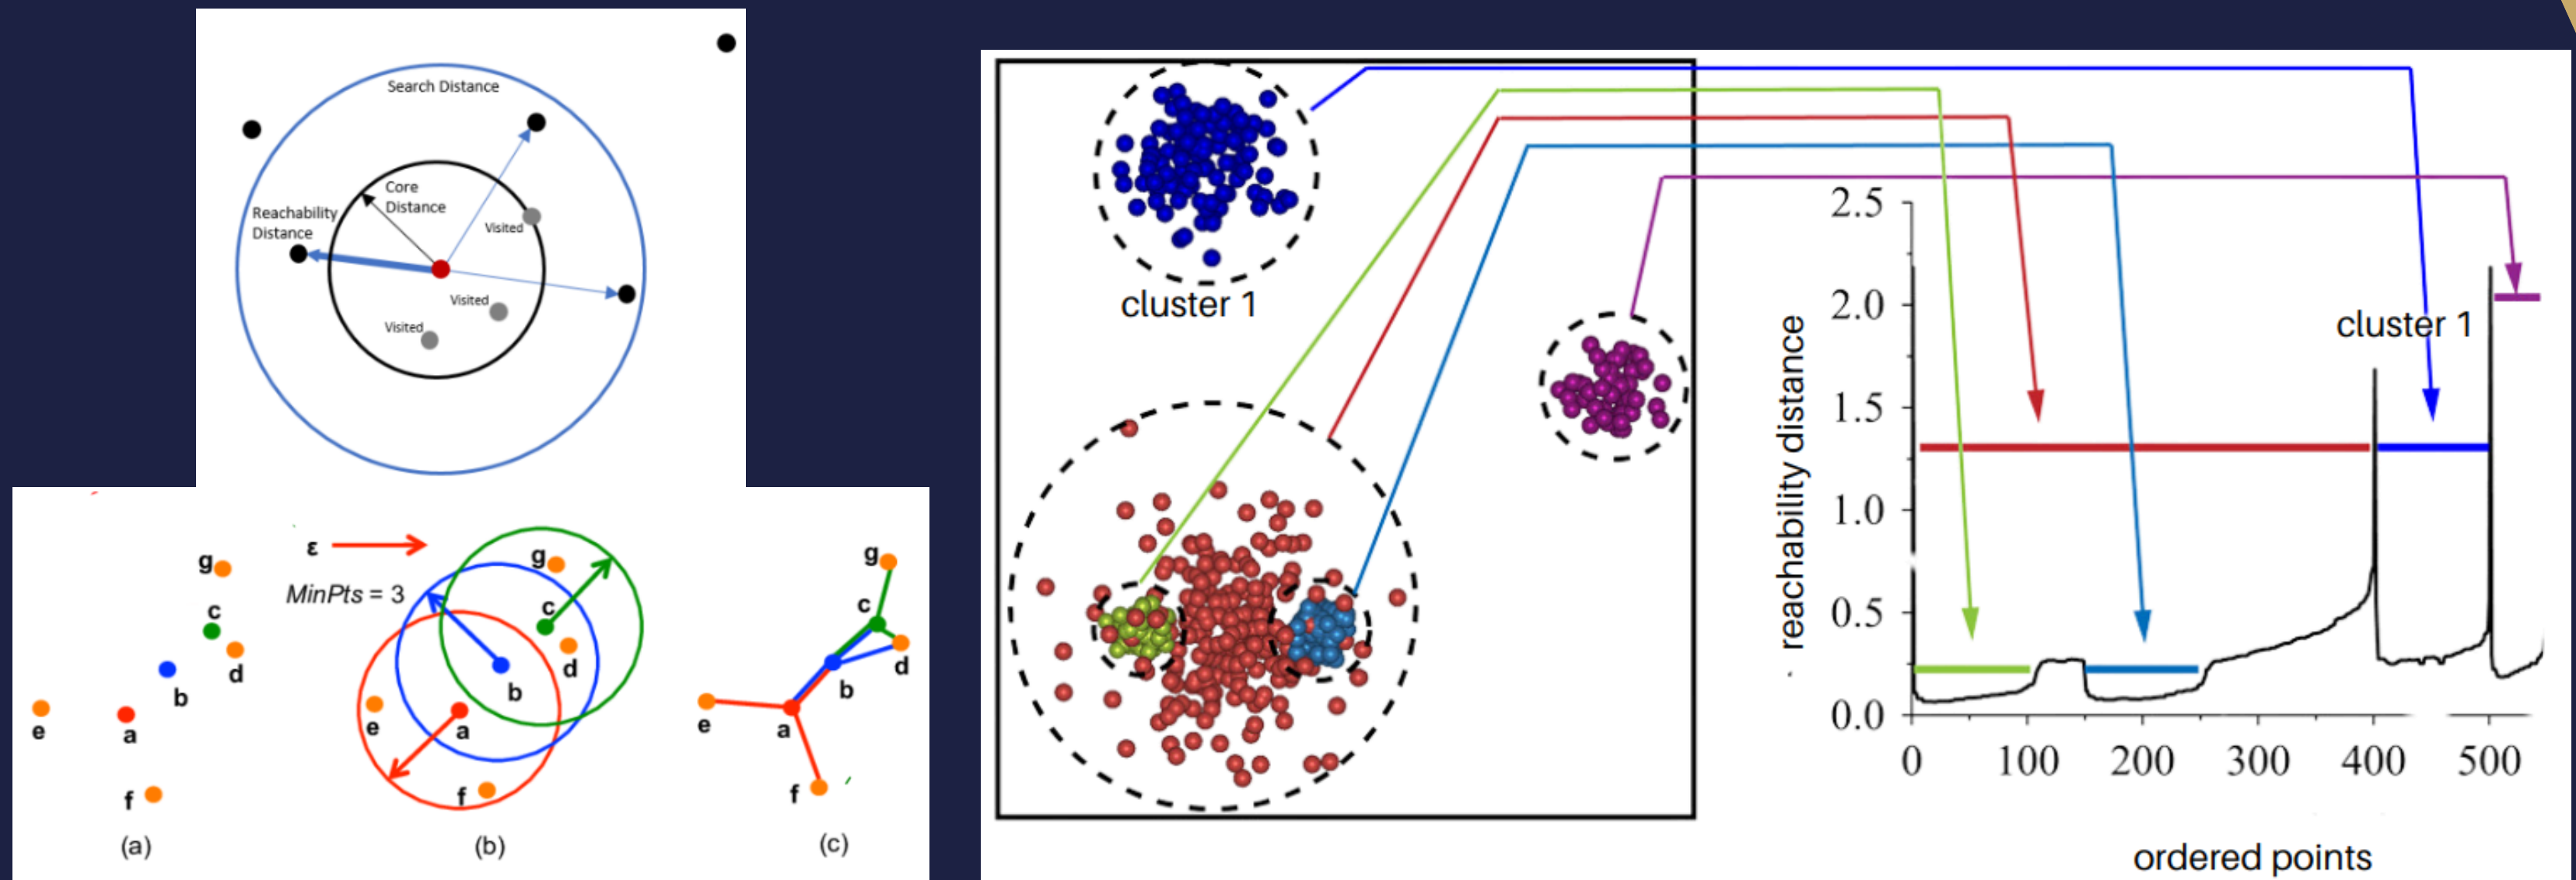 Search Distance
Core
Distance
Reachability
Distance
Visited
Visited
Visited
g
c
d
b
e
a
f
(a)
ε
MinPts = 3
g
c
d
b
e
a
f
(b)
g
c
d
b
e
a
f
(c)
cluster 1
reachability distance
2.5
2.0
1.5
1.0
0.5
0.0
cluster 1
0 100 200 300 400 500
ordered points